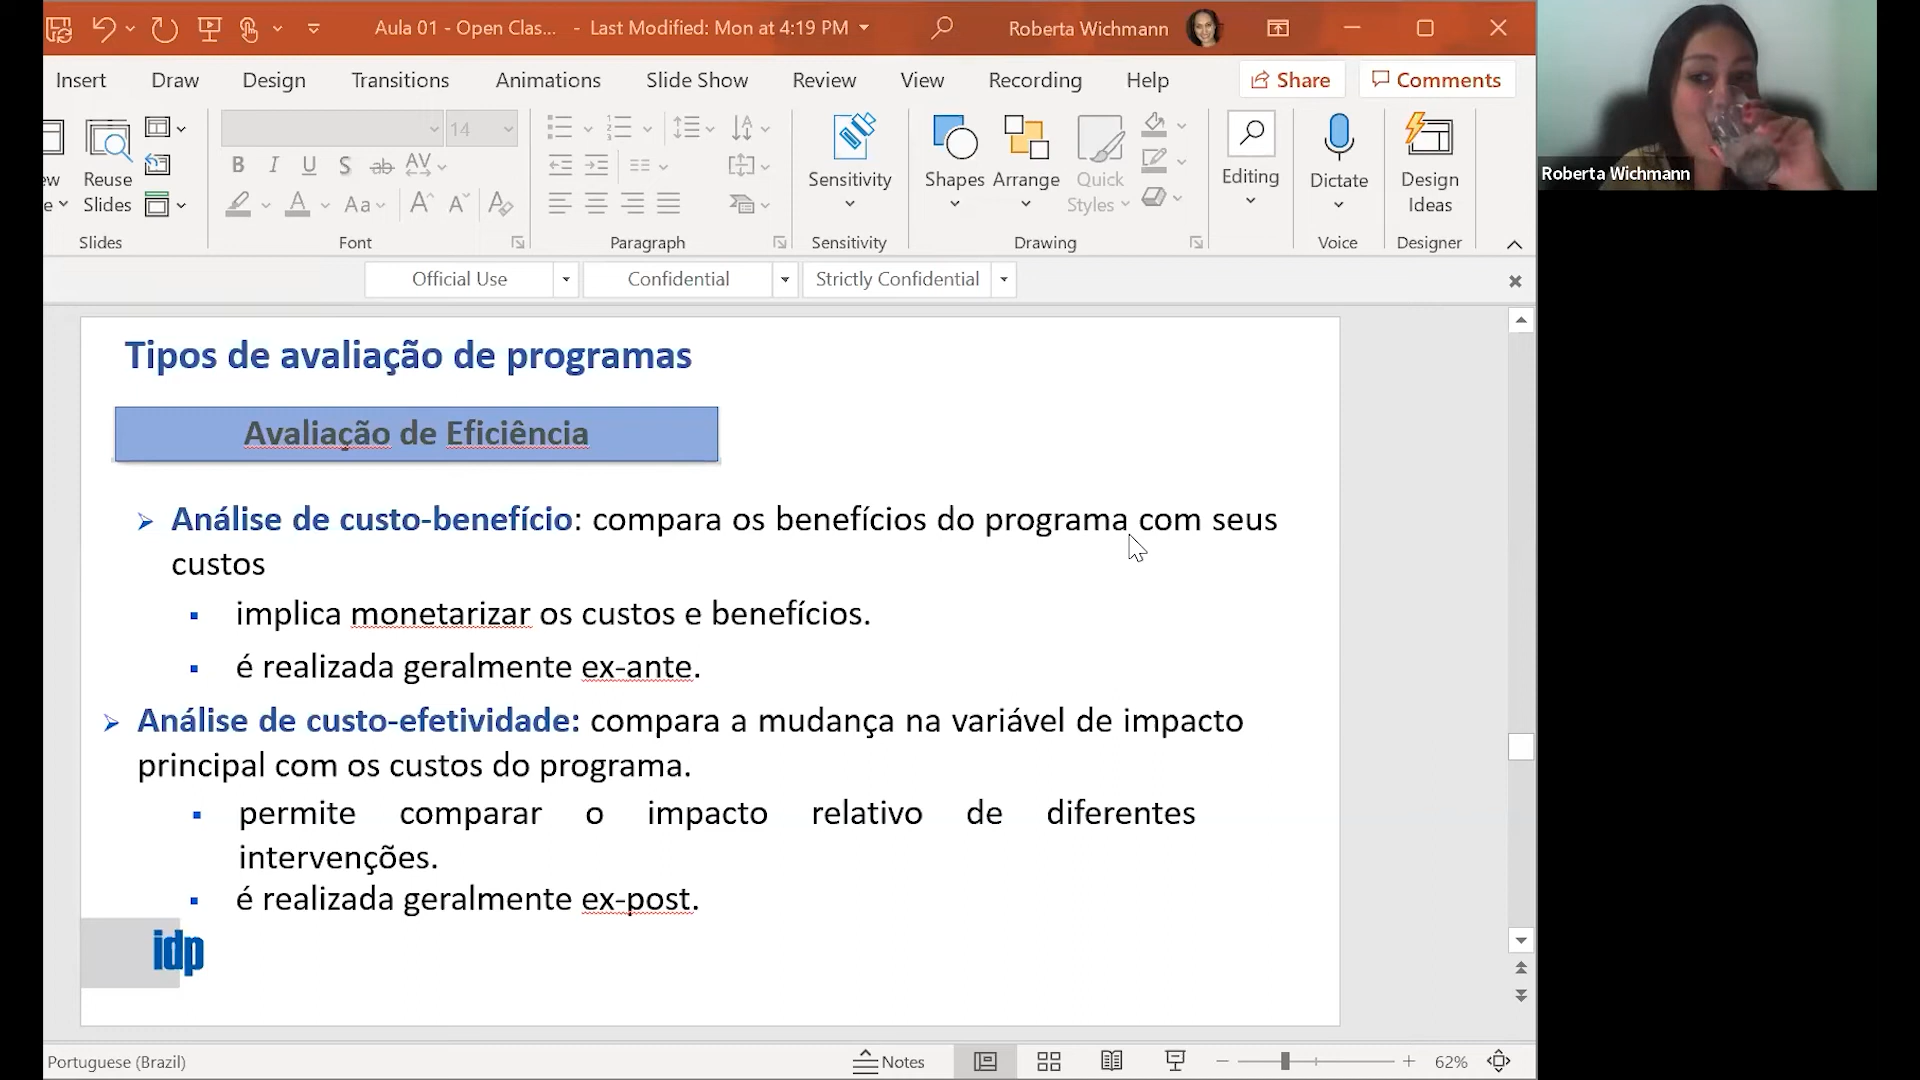 Aula 01 - Open Clas... - Last Modified: Mon at 4:19 PM
Roberta Wichmann
Insert Draw Design Transitions Animations Slide Show Review View Recording Help Share Comments
14
B I U S ab AV
Aa A A A
Reuse
Slides
Slides
Font
Paragraph
Sensitivity
Sensitivity
Shapes Arrange Quick
Styles
Drawing
Editing
Dictate
Voice
Design
Ideas
Designer
Official Use Confidential Strictly Confidential
Roberta Wichmann
Tipos de avaliação de programas
Avaliação de Eficiência
Análise de custo-benefício: compara os benefícios do programa com seus
custos
implica monetarizar os custos e benefícios.
é realizada geralmente ex-ante.
Análise de custo-efetividade: compara a mudança na variável de impacto
principal com os custos do programa.
permite comparar o impacto relativo de diferentes
intervenções.
é realizada geralmente ex-post.
idp
Portuguese (Brazil) Notes 62%